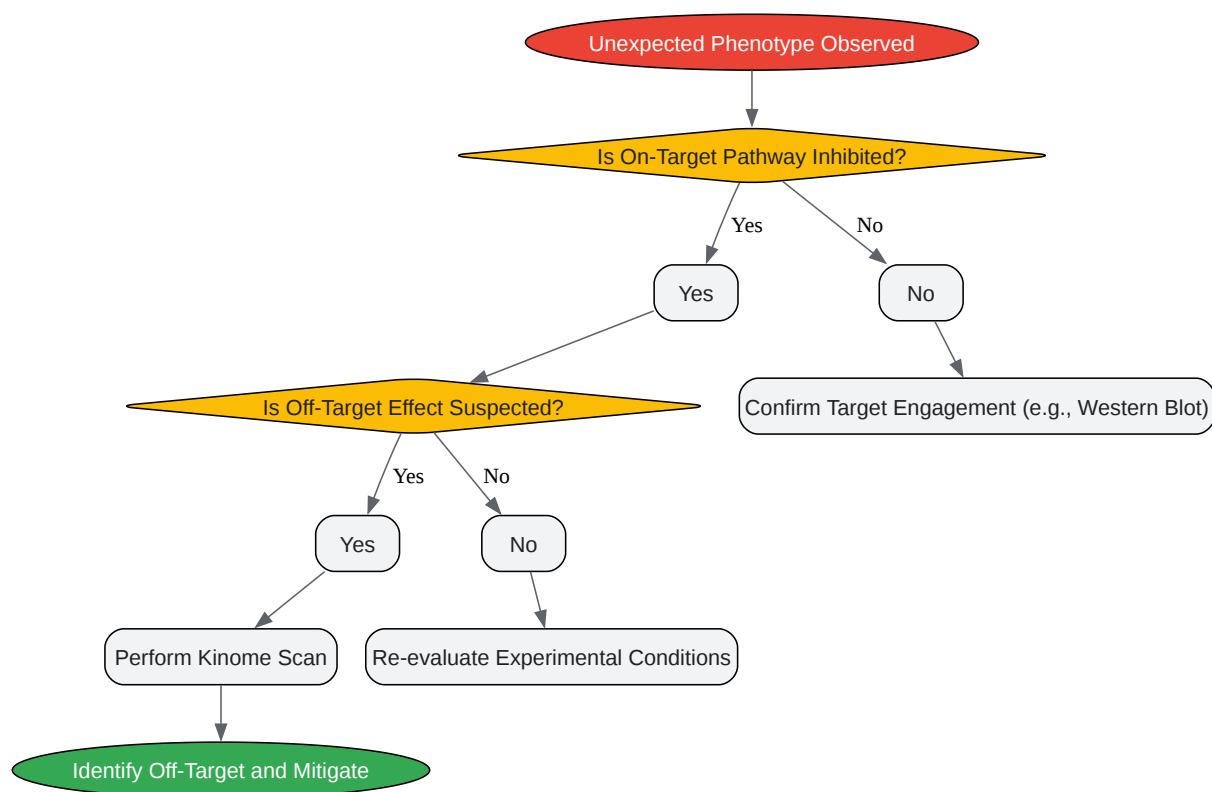 Unexpected Phenotype Observed
Is On-Target Pathway Inhibited?
Yes
No
Yes
No
Is Off-Target Effect Suspected?
Confirm Target Engagement (e.g., Western Blot)
Yes
No
Yes
No
Perform Kinome Scan
Re-evaluate Experimental Conditions
Identify Off-Target and Mitigate